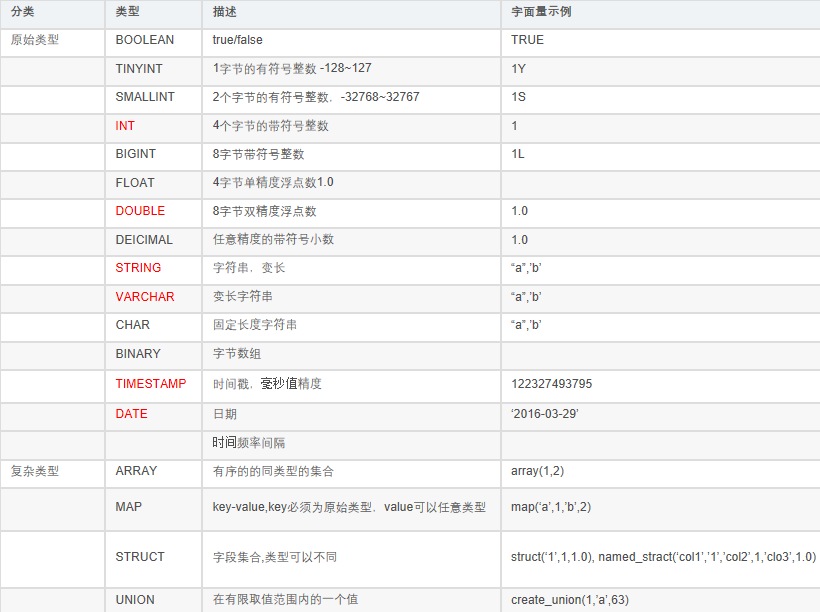 分类 类型 描述 字面量示例
原始类型 BOOLEAN true/false TRUE
TINYINT 1字节的有符号整数 -128~127 1Y
SMALLINT 2个字节的有符号整数，-32768~32767 1S
INT 4个字节的带符号整数 1
BIGINT 8字节带符号整数 1L
FLOAT 4字节单精度浮点数1.0
DOUBLE 8字节双精度浮点数 1.0
DEICIMAL 任意精度的带符号小数 1.0
STRING 字符串，变长 “a”,’b’
VARCHAR 变长字符串 “a”,’b’
CHAR 固定长度字符串 “a”,’b’
BINARY 字节数组
TIMESTAMP 时间戳，毫秒值精度 122327493795
DATE 日期 ‘2016-03-29’
时间频率间隔
复杂类型 ARRAY 有序的的同类型的集合 array(1,2)
MAP key-value,key必须为原始类型，value可以任意类型 map(‘a’,1,’b’,2)
STRUCT 字段集合,类型可以不同 struct(‘1’,1,1.0), named_stract(‘col1’,’1’,’col2’,1,’clo3’,1.0)
UNION 在有限取值范围内的一个值 create_union(1,’a’,63)